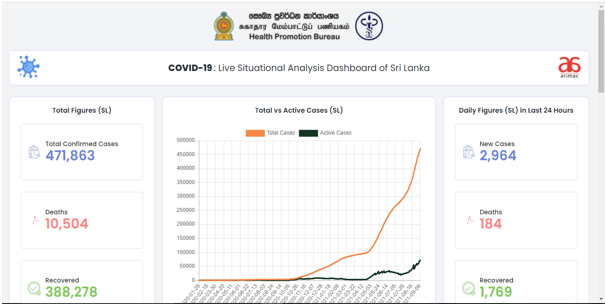 සෞඛ්‍ය ප්‍රවර්ධන කාර්යාංශය
சுகாதார மேம்பாட்டுப் பணியகம்
Health Promotion Bureau
COVID-19 : Live Situational Analysis Dashboard of Sri Lanka
arimac
Total Figures (SL)
Total vs Active Cases (SL)
Daily Figures (SL) in Last 24 Hours
Total Cases
Active Cases
Total Confirmed Cases
471,863
New Cases
2,964
Deaths
10,504
Deaths
184
Recovered
388,278
Recovered
1,769
500000
450000
400000
350000
300000
250000
200000
150000
100000
50000
0